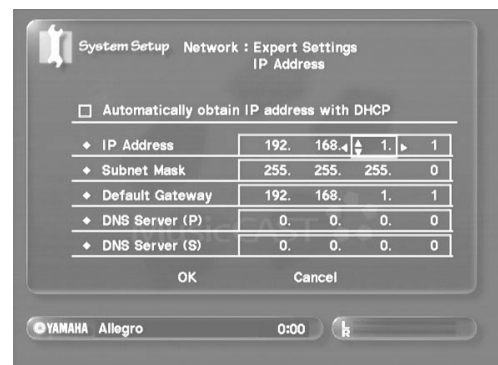 System Setup Network : Expert Settings
IP Address
Automatically obtain IP address with DHCP
IP Address 192. 168. 1. 1
Subnet Mask 255. 255. 255. 0
Default Gateway 192. 168. 1. 1
DNS Server (P) 0. 0. 0. 0
DNS Server (S) 0. 0. 0. 0
MusicCAST
OK Cancel
YAMAHA Allegro 0:00 L R